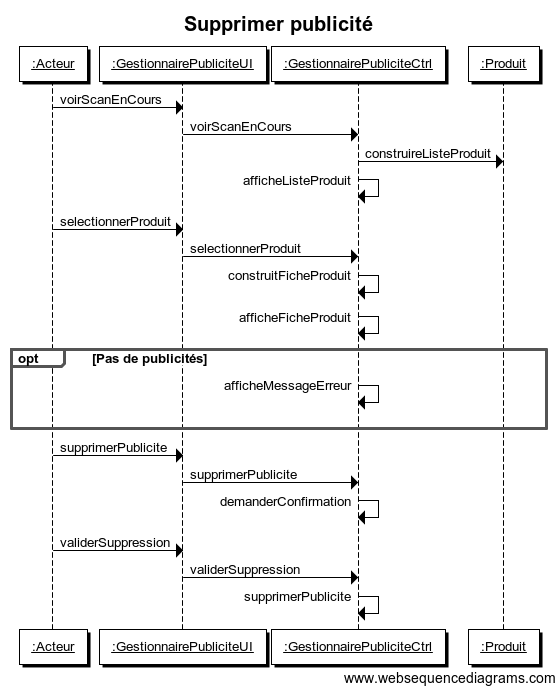 Supprimer publicité
:Acteur
:GestionnairePubliciteUI
:GestionnairePubliciteCtrl
:Produit
voirScanEnCours
voirScanEnCours
construireListeProduit
afficheListeProduit
selectionnerProduit
selectionnerProduit
construitFicheProduit
afficheFicheProduit
opt [Pas de publicités]
afficheMessageErreur
supprimerPublicite
supprimerPublicite
demanderConfirmation
validerSuppression
validerSuppression
supprimerPublicite
:Acteur
:GestionnairePubliciteUI
:GestionnairePubliciteCtrl
:Produit
www.websequencediagrams.com